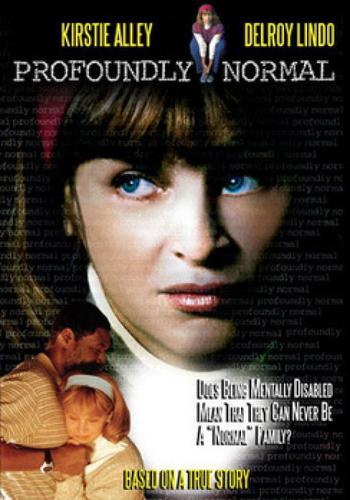 KIRSTIE ALLEY DELROY LINDO
PROFOUNDLY NORMAL
DOES BEING MENTALLY DISABLED
MEAN THAT THEY CAN NEVER BE
A "NORMAL" FAMILY?
BASED ON A TRUE STORY